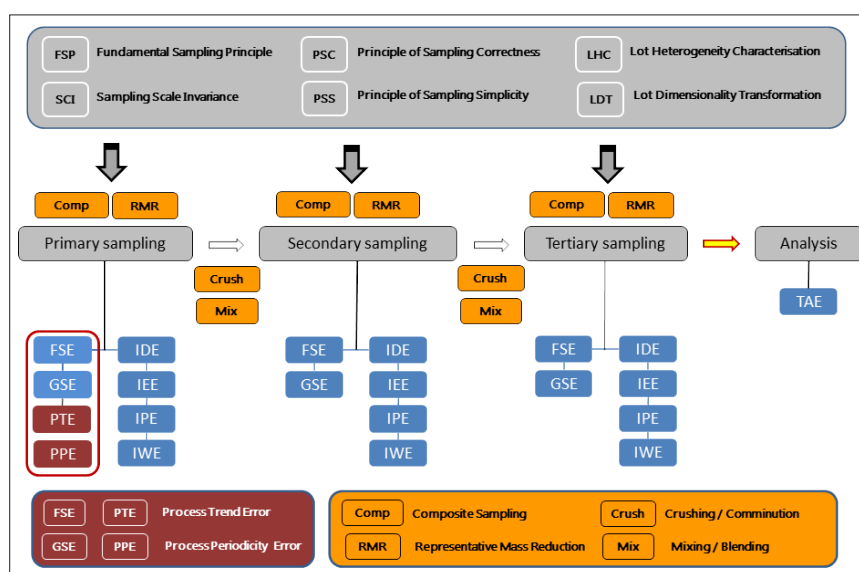 FSP Fundamental Sampling Principle PSC Principle of Sampling Correctness LHC Lot Heterogeneity Characterisation
SCI Sampling Scale Invariance PSS Principle of Sampling Simplicity LDT Lot Dimensionality Transformation
Comp RMR Comp RMR Comp RMR
Primary sampling Secondary sampling Tertiary sampling Analysis
Crush Crush
TAE
Mix Mix
FSE IDE FSE IDE FSE IDE
GSE IEE GSE IEE GSE IEE
PTE IPE IPE IPE
PPE IWE IWE IWE
FSE PTE Process Trend Error Comp Composite Sampling Crush Crushing / Comminution
GSE PPE Process Periodicity Error RMR Representative Mass Reduction Mix Mixing / Blending